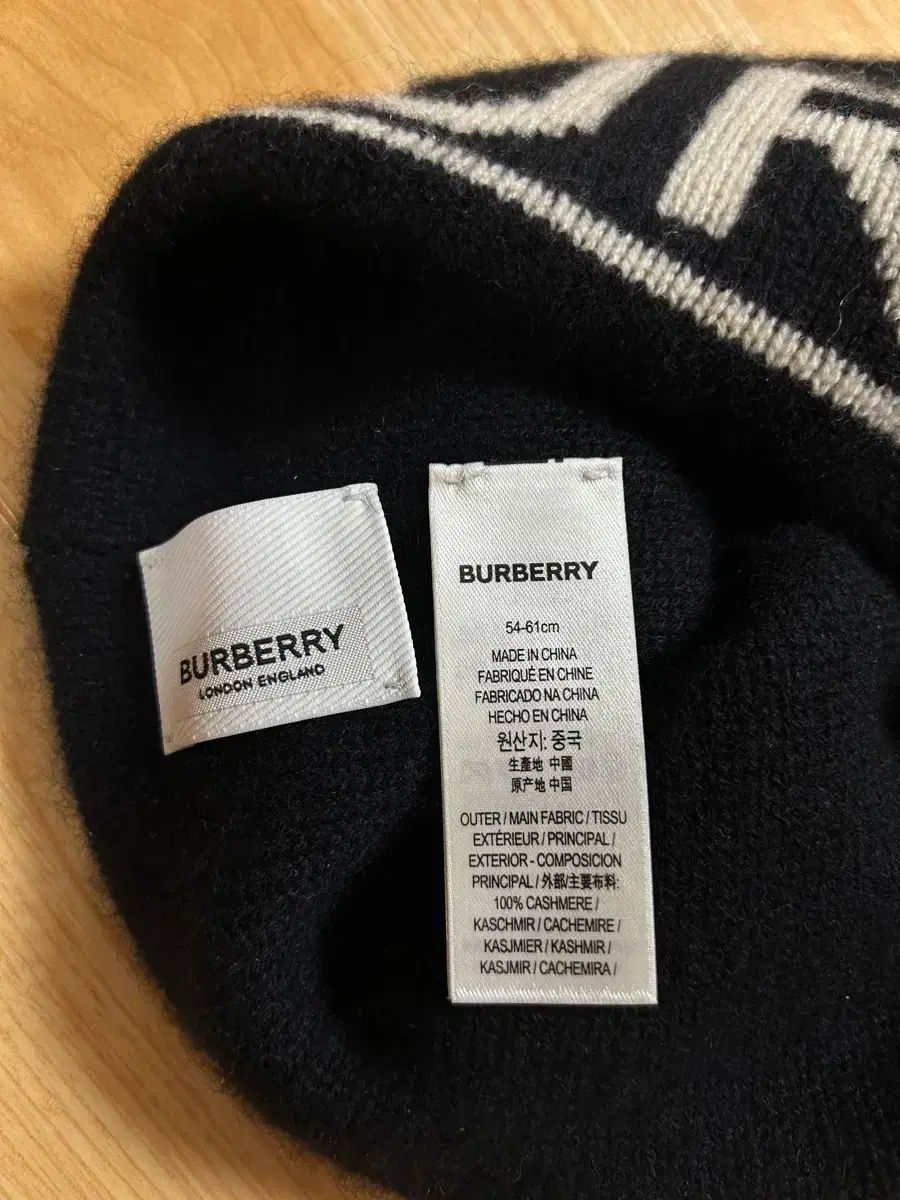 BURBERRY
LONDON ENGLAND
BURBERRY
54-61cm
MADE IN CHINA
FABRIQUÉ EN CHINE
FABRICADO NA CHINA
HECHO EN CHINA
원산지: 중국
生產地 中國
原产地 中国
OUTER / MAIN FABRIC / TISSU
EXTÉRIEUR / PRINCIPAL /
EXTERIOR - COMPOSICION
PRINCIPAL / 外部/主要布料:
100% CASHMERE /
KASCHMIR / CACHEMIRE /
KASJMIER / KASHMIR /
KASJMIR / CACHEMIRA /